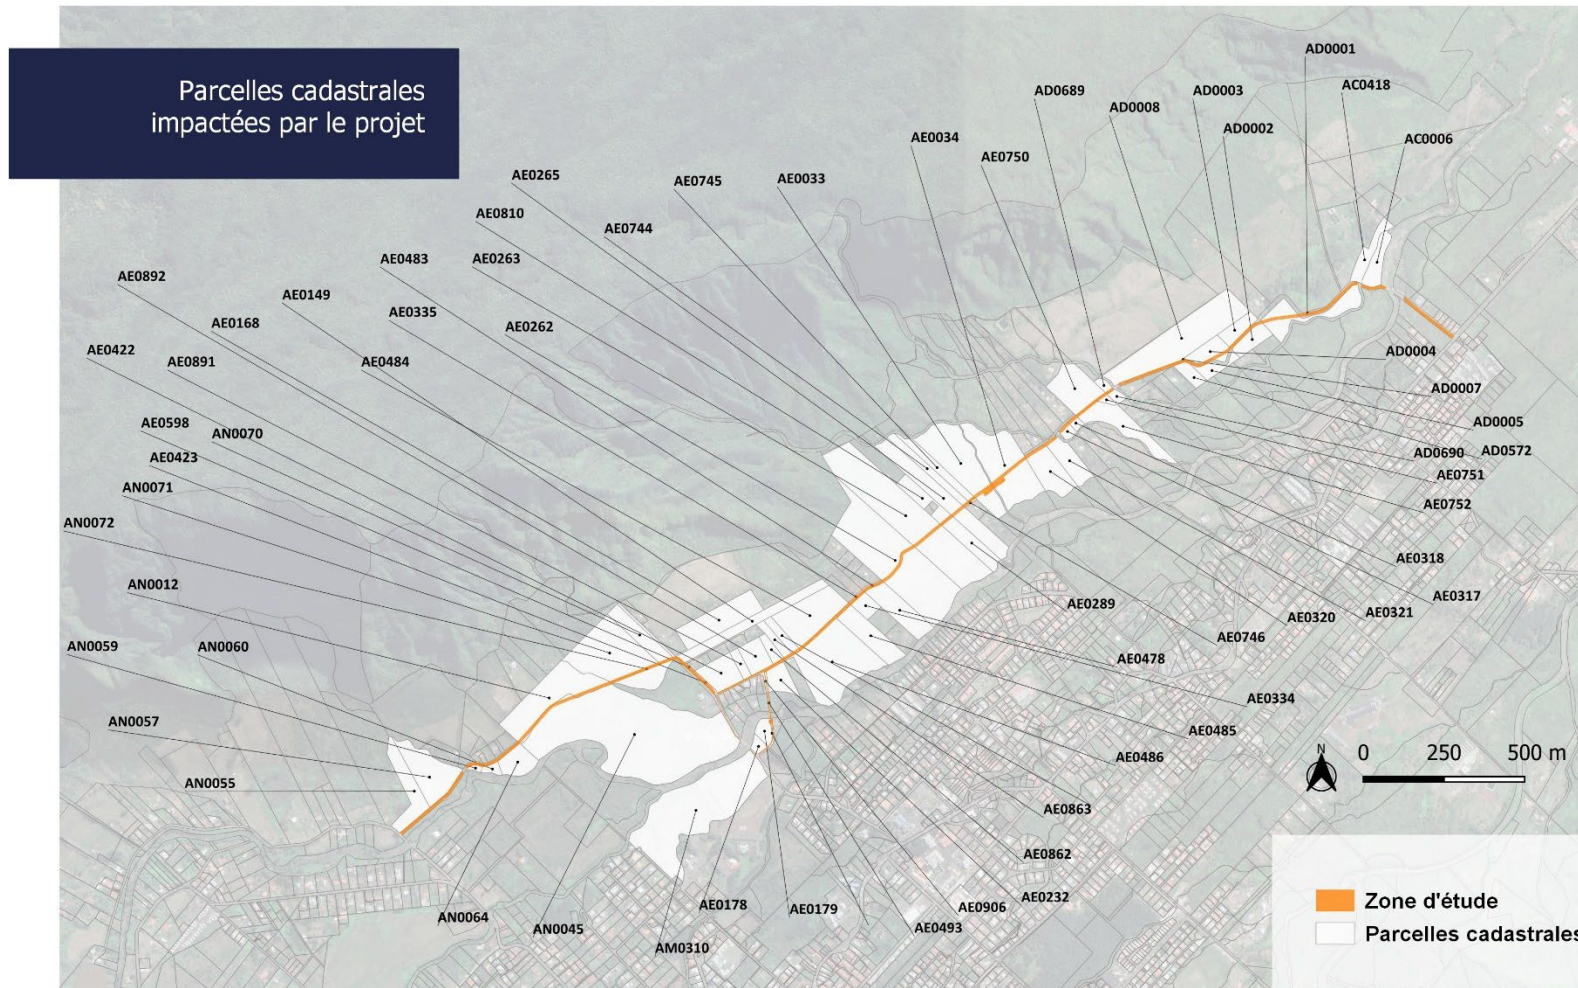 Parcelles cadastrales
impactées par le projet
AD0001
AC0418
AD0689
AD0003
AD0008
AD0002
AC0006
AE0034
AE0750
AE0265
AE0745
AE0033
AE0810
AE0744
AE0483
AE0263
AE0892
AE0149
AE0335
AE0168
AE0262
AE0422
AE0891
AE0484
AD0004
AD0007
AE0598
AN0070
AD0005
AE0423
AD0690
AD0572
AN0071
AE0751
AE0752
AN0072
AE0318
AN0012
AE0317
AE0289
AE0320
AE0321
AE0746
AN0059
AN0060
AE0478
AE0334
AN0057
AE0485
AE0486
AN0055
N
0 250 500 m
AE0863
AE0862
AE0232
AE0178
AE0179
AE0906
AN0064
AN0045
AE0493
AM0310
Zone d'étude
Parcelles cadastrales